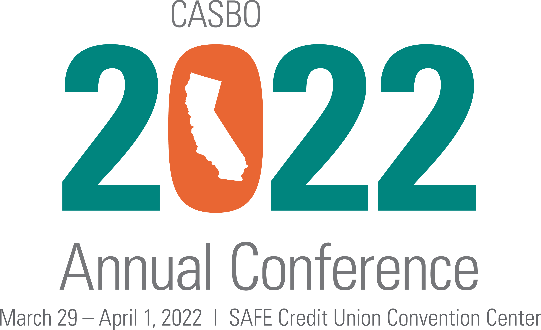 CASBO
2022
Annual Conference
March 29 – April 1, 2022 | SAFE Credit Union Convention Center